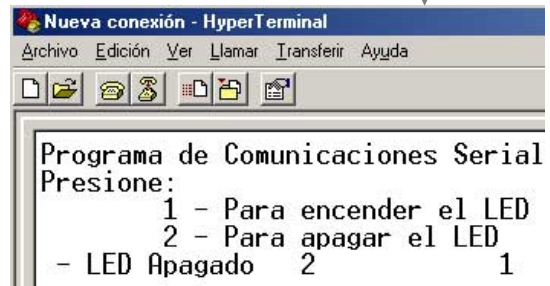 Nueva conexión - HyperTerminal
Archivo Edición Ver Llamar Transferir Ayuda
Programa de Comunicaciones Serial
Presione:
1 - Para encender el LED
2 - Para apagar el LED
- LED Apagado 2 1